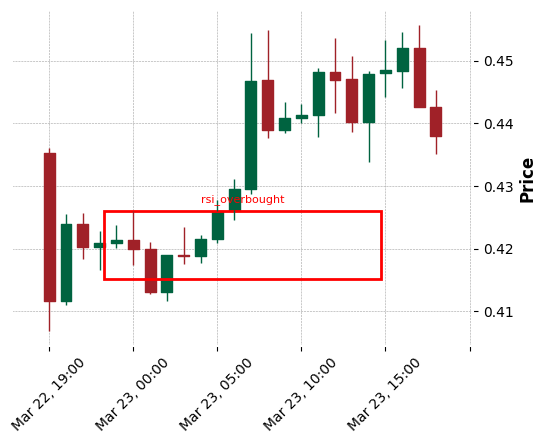 0.45
0.44
0.43
0.42
0.41
Price
rsi_overbought
Mar 22, 19:00
Mar 23, 00:00
Mar 23, 05:00
Mar 23, 10:00
Mar 23, 15:00